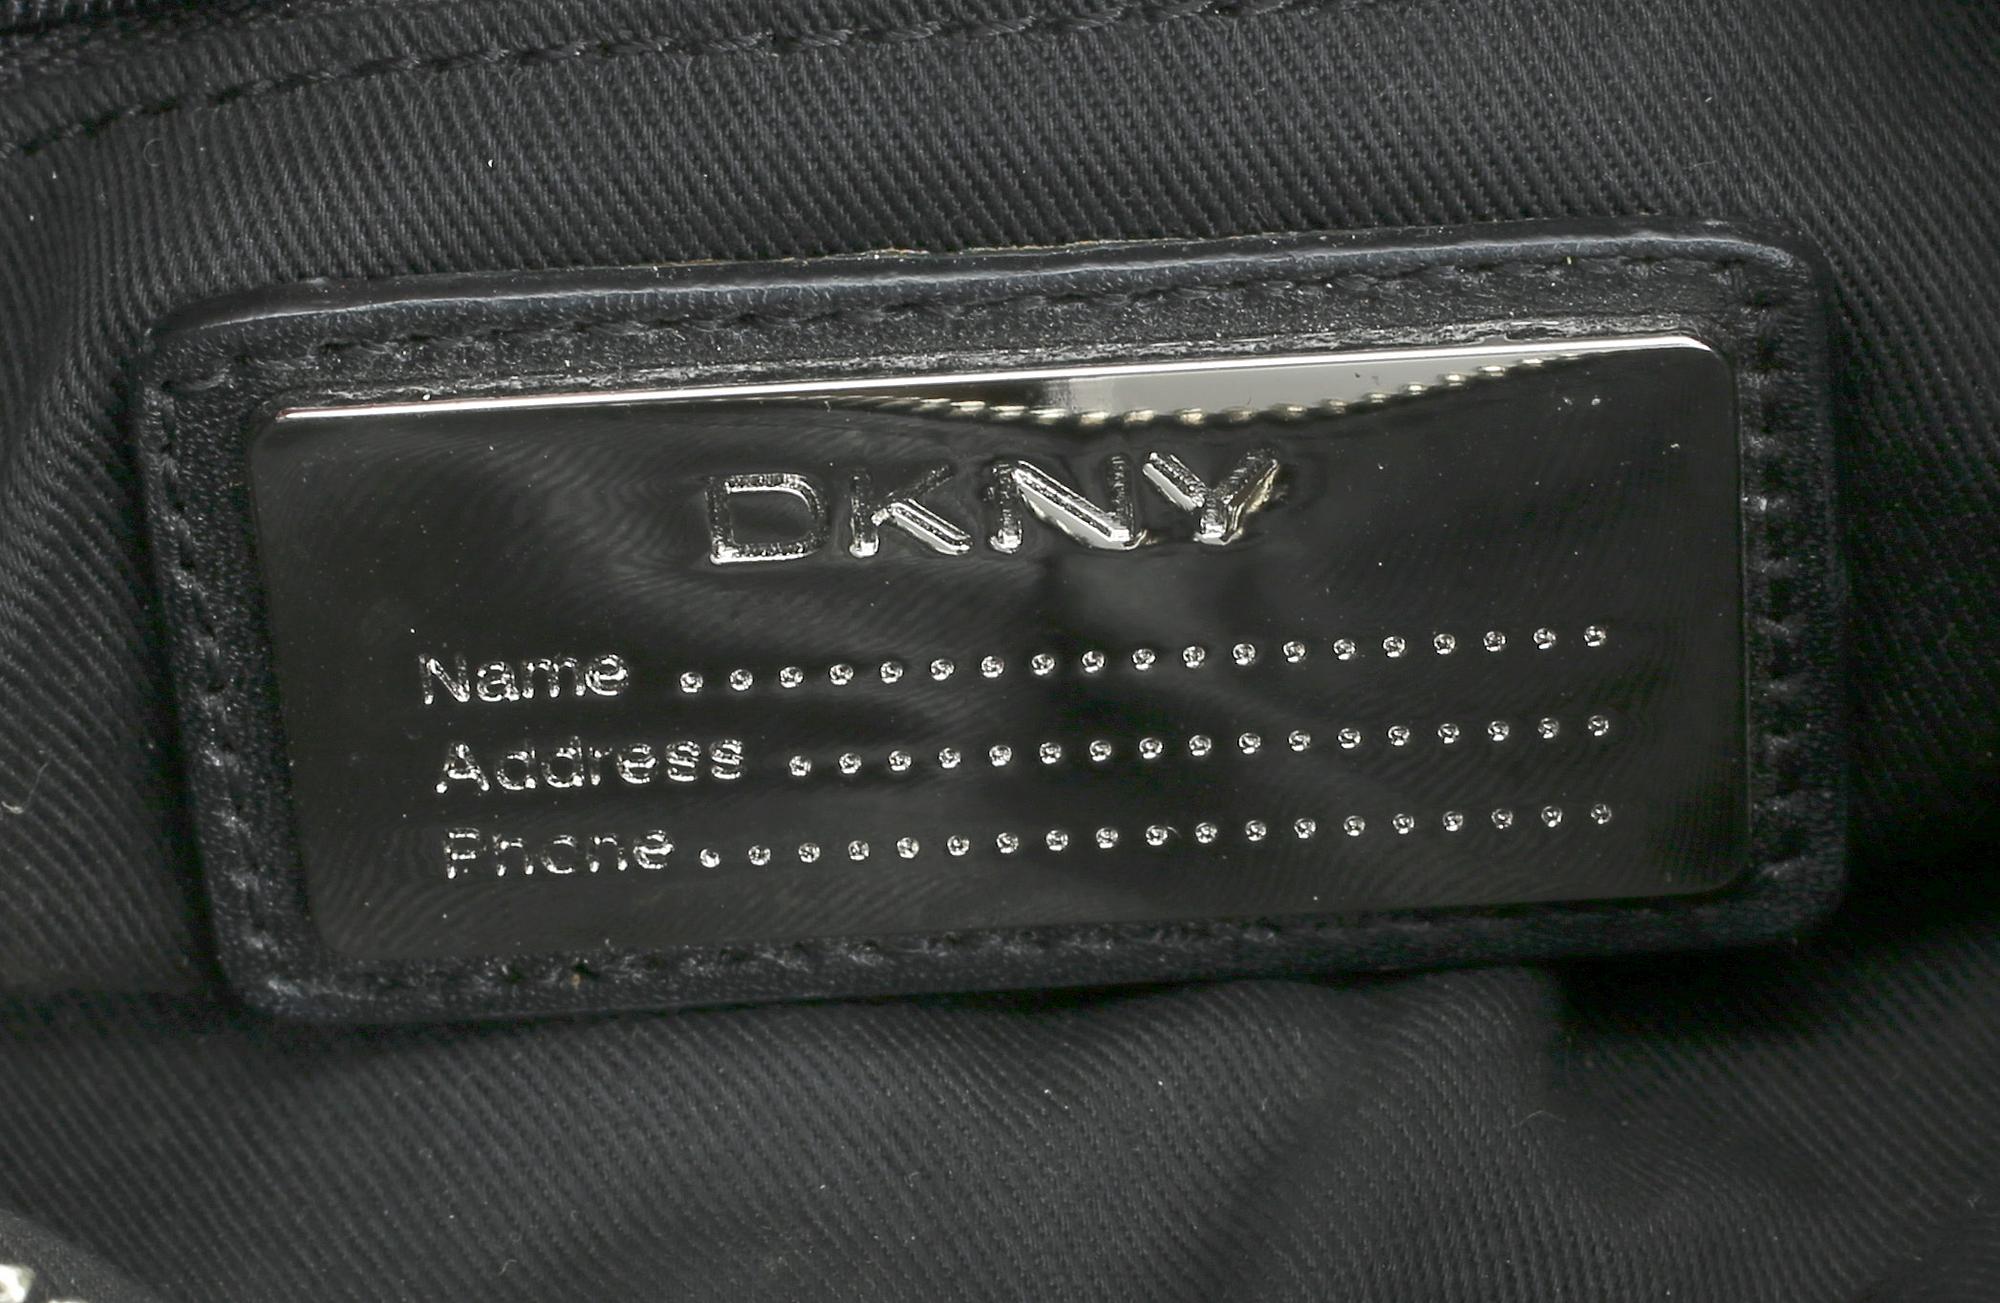 DKNY
Name ...................
Address .................
Phone ...................